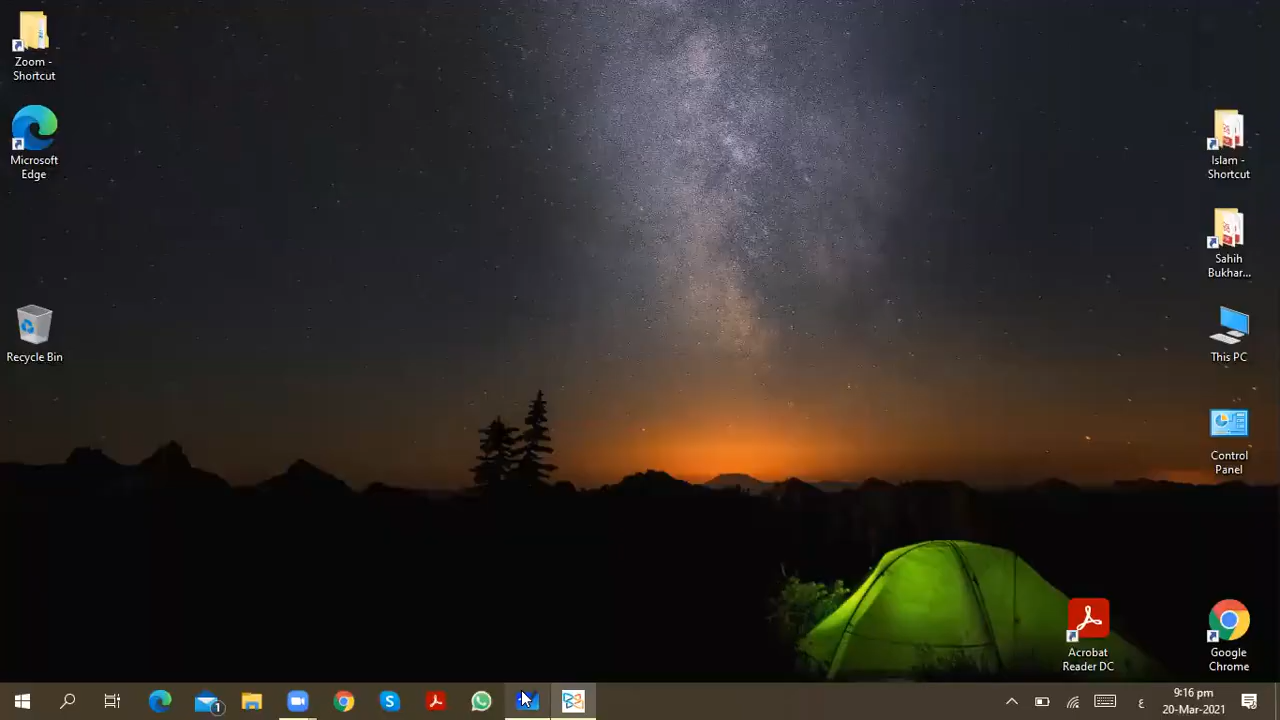 Zoom -
Shortcut
Microsoft
Edge
Recycle Bin
Islam -
Shortcut
Sahih
Bukhar...
This PC
Control
Panel
Acrobat
Reader DC
Google
Chrome
1
ع
9:16 pm
20-Mar-2021